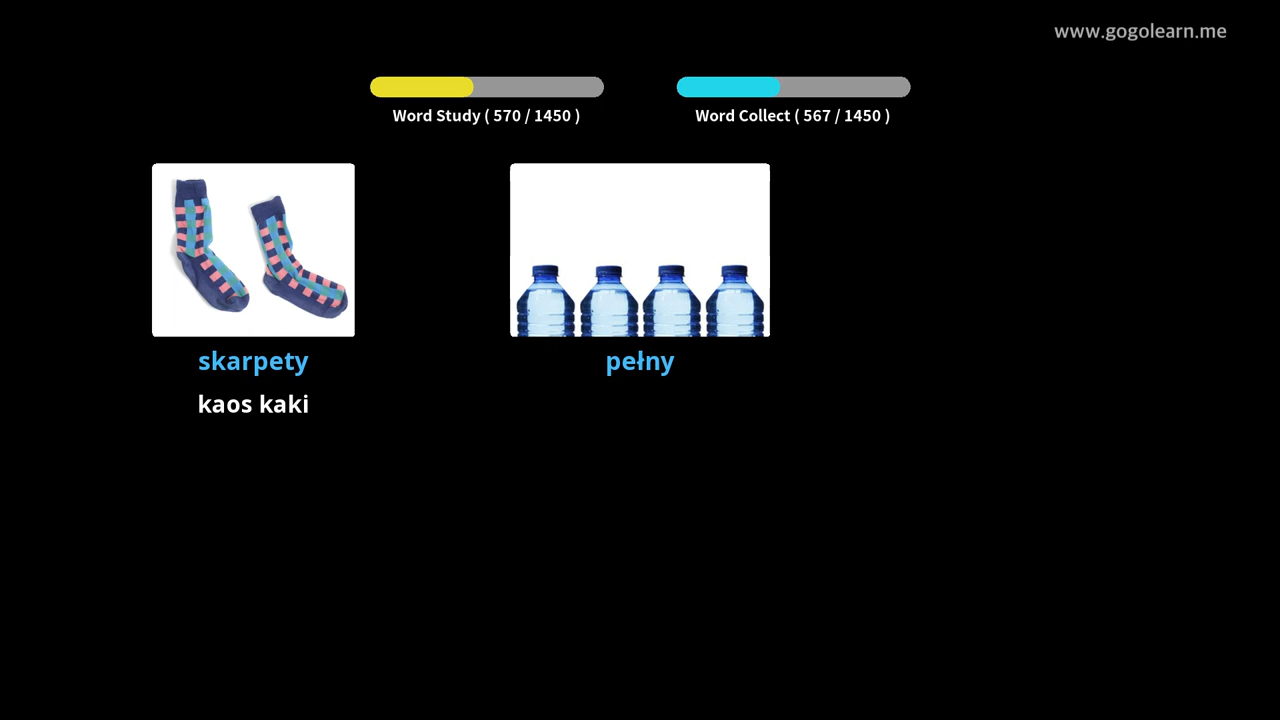 www.gogolearn.me
Word Study ( 570 / 1450 )
Word Collect ( 567 / 1450 )
skarpety
kaos kaki
pełny